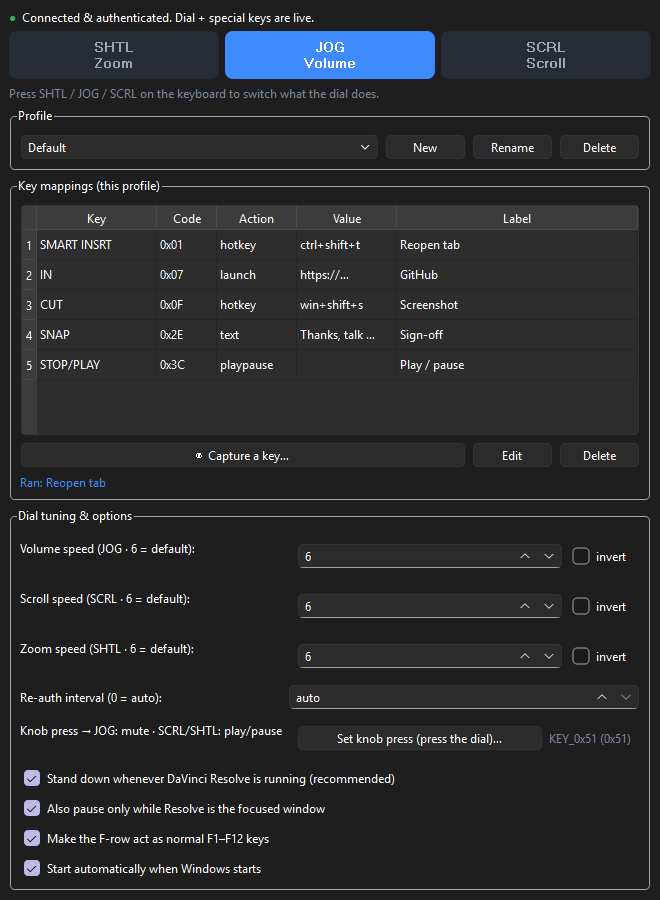 Connected & authenticated. Dial + special keys are live.
SHTL
Zoom
JOG
Volume
SCRL
Scroll
Press SHTL / JOG / SCRL on the keyboard to switch what the dial does.
Profile
Default
New
Rename
Delete
Key mappings (this profile)
Key Code Action Value Label
1 SMART INSRT 0x01 hotkey ctrl+shift+t Reopen tab
2 IN 0x07 launch https://... GitHub
3 CUT 0x0F hotkey win+shift+s Screenshot
4 SNAP 0x2E text Thanks, talk ... Sign-off
5 STOP/PLAY 0x3C playpause Play / pause
Capture a key...
Edit
Delete
Ran: Reopen tab
Dial tuning & options
Volume speed (JOG · 6 = default): 6 invert
Scroll speed (SCRL · 6 = default): 6 invert
Zoom speed (SHTL · 6 = default): 6 invert
Re-auth interval (0 = auto): auto
Knob press → JOG: mute · SCRL/SHTL: play/pause Set knob press (press the dial)... KEY_0x51 (0x51)
Stand down whenever DaVinci Resolve is running (recommended)
Also pause only while Resolve is the focused window
Make the F-row act as normal F1–F12 keys
Start automatically when Windows starts